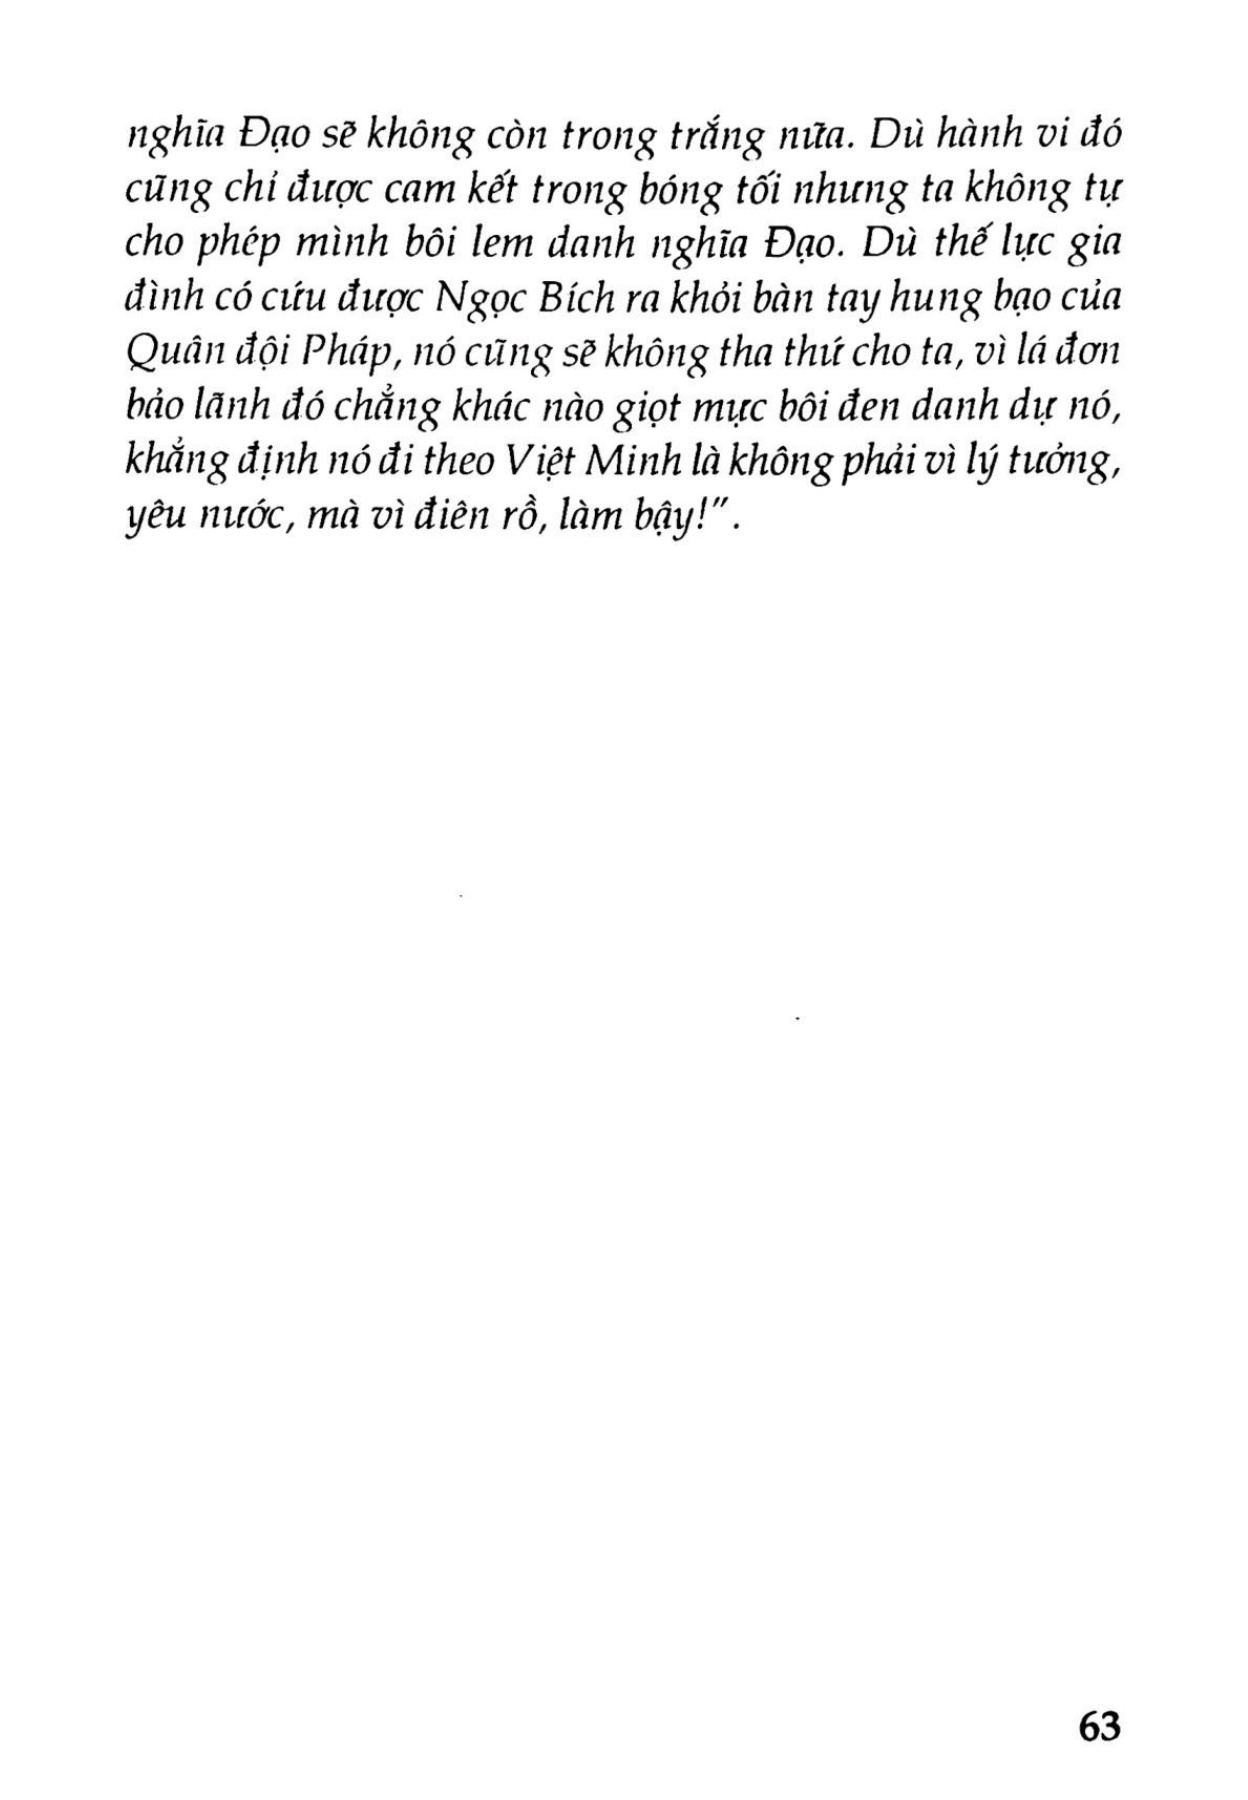 nghĩa Đạo sẽ không còn trong trắng nữa. Dù hành vi đó
cũng chỉ được cam kết trong bóng tối nhưng ta không tự
cho phép mình bôi lem danh nghĩa Đạo. Dù thế lực gia
đình có cứu được Ngọc Bích ra khỏi bàn tay hung bạo của
Quân đội Pháp, nó cũng sẽ không tha thứ cho ta, vì lá đơn
bảo lãnh đó chẳng khác nào giọt mực bôi đen danh dự nó,
khẳng định nó đi theo Việt Minh là không phải vì lý tưởng,
yêu nước, mà vì điên rồ, làm bậy!".
63